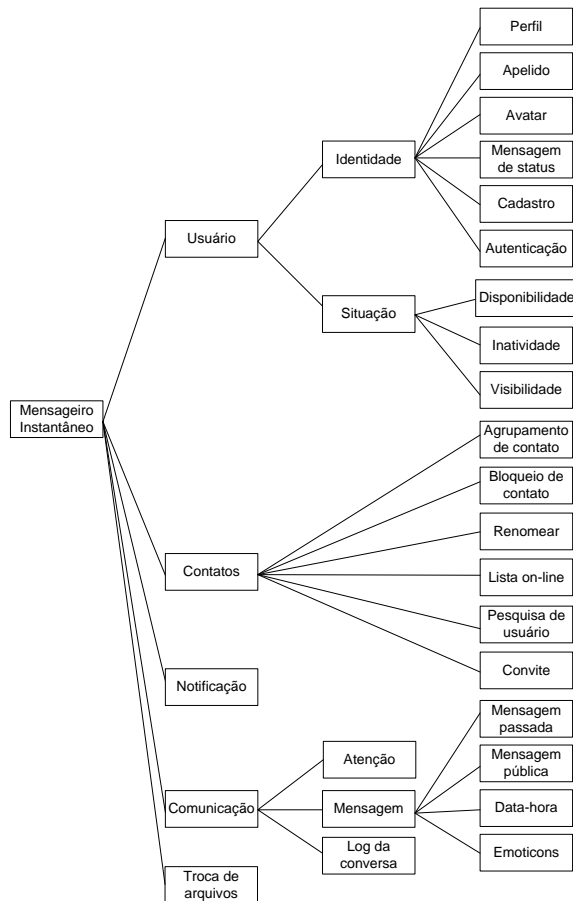 Mensageiro
Instantâneo
Usuário
Identidade
Perfil
Apelido
Avatar
Mensagem
de status
Cadastro
Autenticação
Situação
Disponibilidade
Inatividade
Visibilidade
Contatos
Agrupamento
de contato
Bloqueio de
contato
Renomear
Lista on-line
Pesquisa de
usuário
Convite
Notificação
Comunicação
Atenção
Mensagem
Mensagem
passada
Mensagem
pública
Data-hora
Emoticons
Log da
conversa
Troca de
arquivos